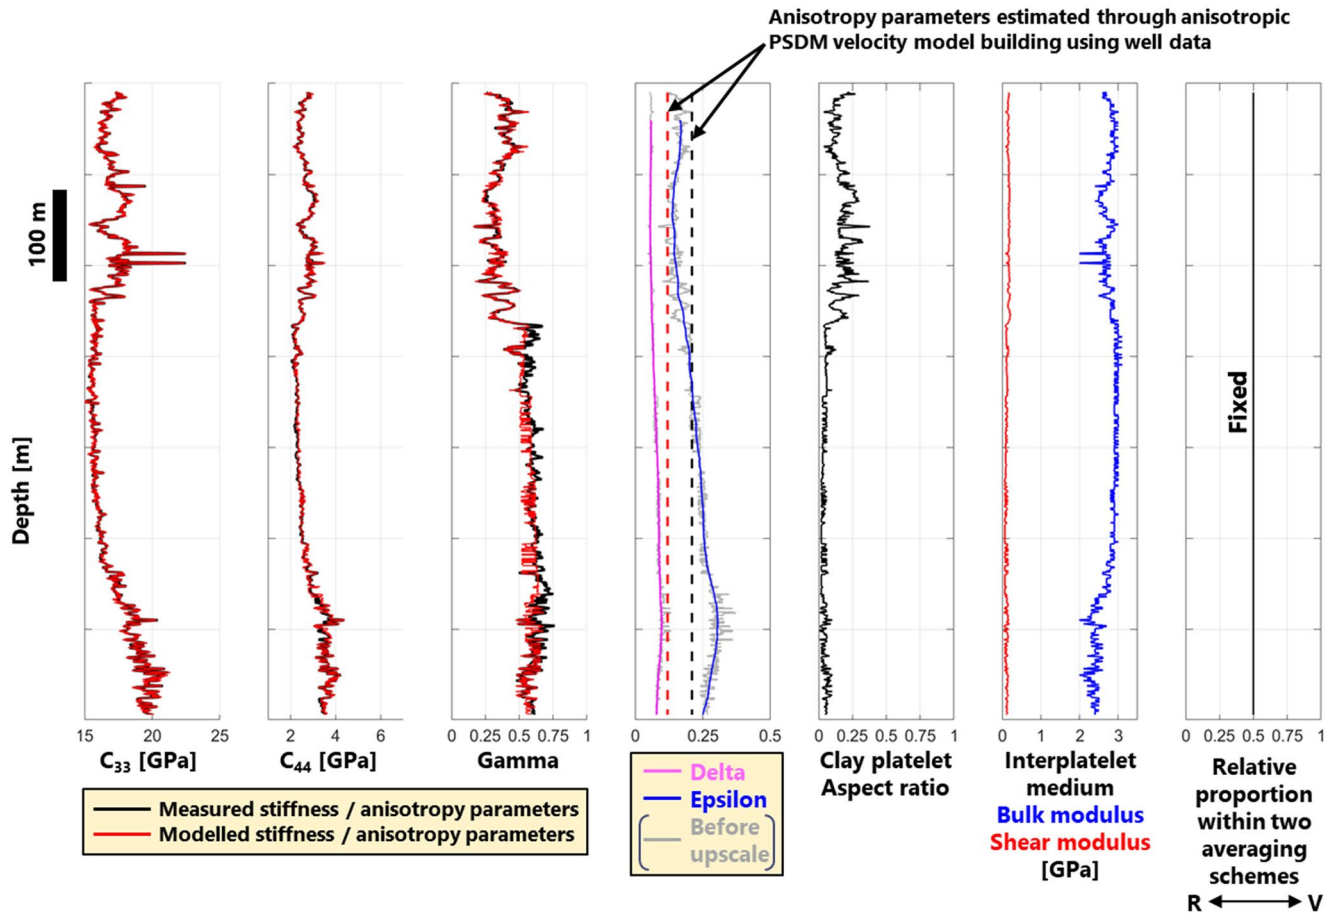 Anisotropy parameters estimated through anisotropic
PSDM velocity model building using well data
100 m
Depth [m]
Fixed
15 20 25
2 4 6
0 0.25 0.5 0.75 1
0 0.25 0.5
0 0.25 0.5 0.75 1
0 1 2 3
0 0.25 0.5 0.75 1
C₃₃ [GPa]
C₄₄ [GPa]
Gamma
Measured stiffness / anisotropy parameters
Modelled stiffness / anisotropy parameters
Delta
Epsilon
Before
upscale
Clay platelet
Aspect ratio
Interplatelet
medium
Bulk modulus
Shear modulus
[GPa]
Relative
proportion
within two
averaging
schemes
R V